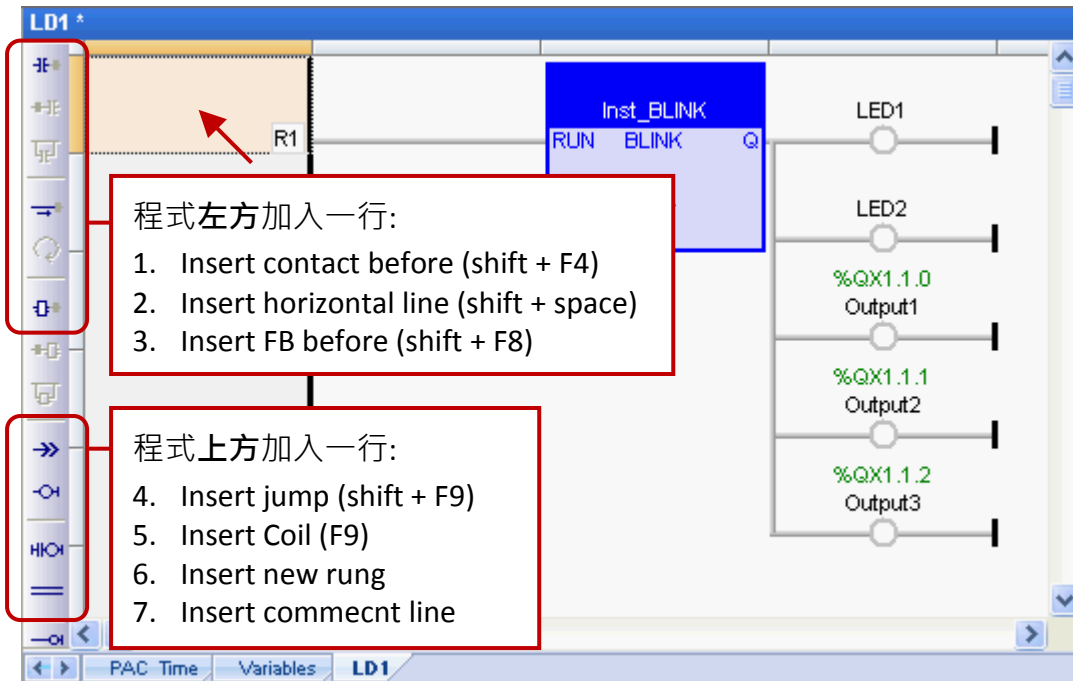 LD1 *
R1
Inst_BLINK
RUN BLINK Q
LED1
LED2
%QX1.1.0
Output1
%QX1.1.1
Output2
%QX1.1.2
Output3
程式左方加入一行:
1. Insert contact before (shift + F4)
2. Insert horizontal line (shift + space)
3. Insert FB before (shift + F8)
程式上方加入一行:
4. Insert jump (shift + F9)
5. Insert Coil (F9)
6. Insert new rung
7. Insert commecnt line
PAC Time Variables LD1